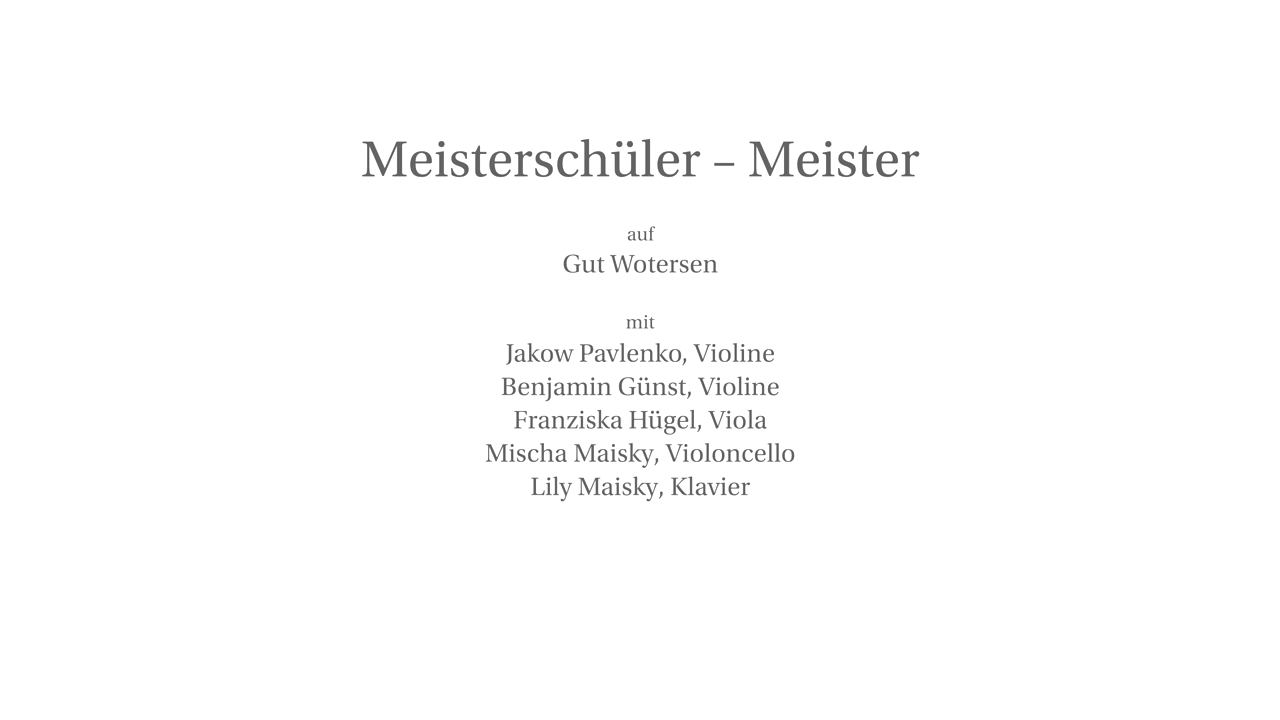 Meisterschüler – Meister
auf
Gut Wotersen
mit
Jakow Pavlenko, Violine
Benjamin Günst, Violine
Franziska Hügel, Viola
Mischa Maisky, Violoncello
Lily Maisky, Klavier